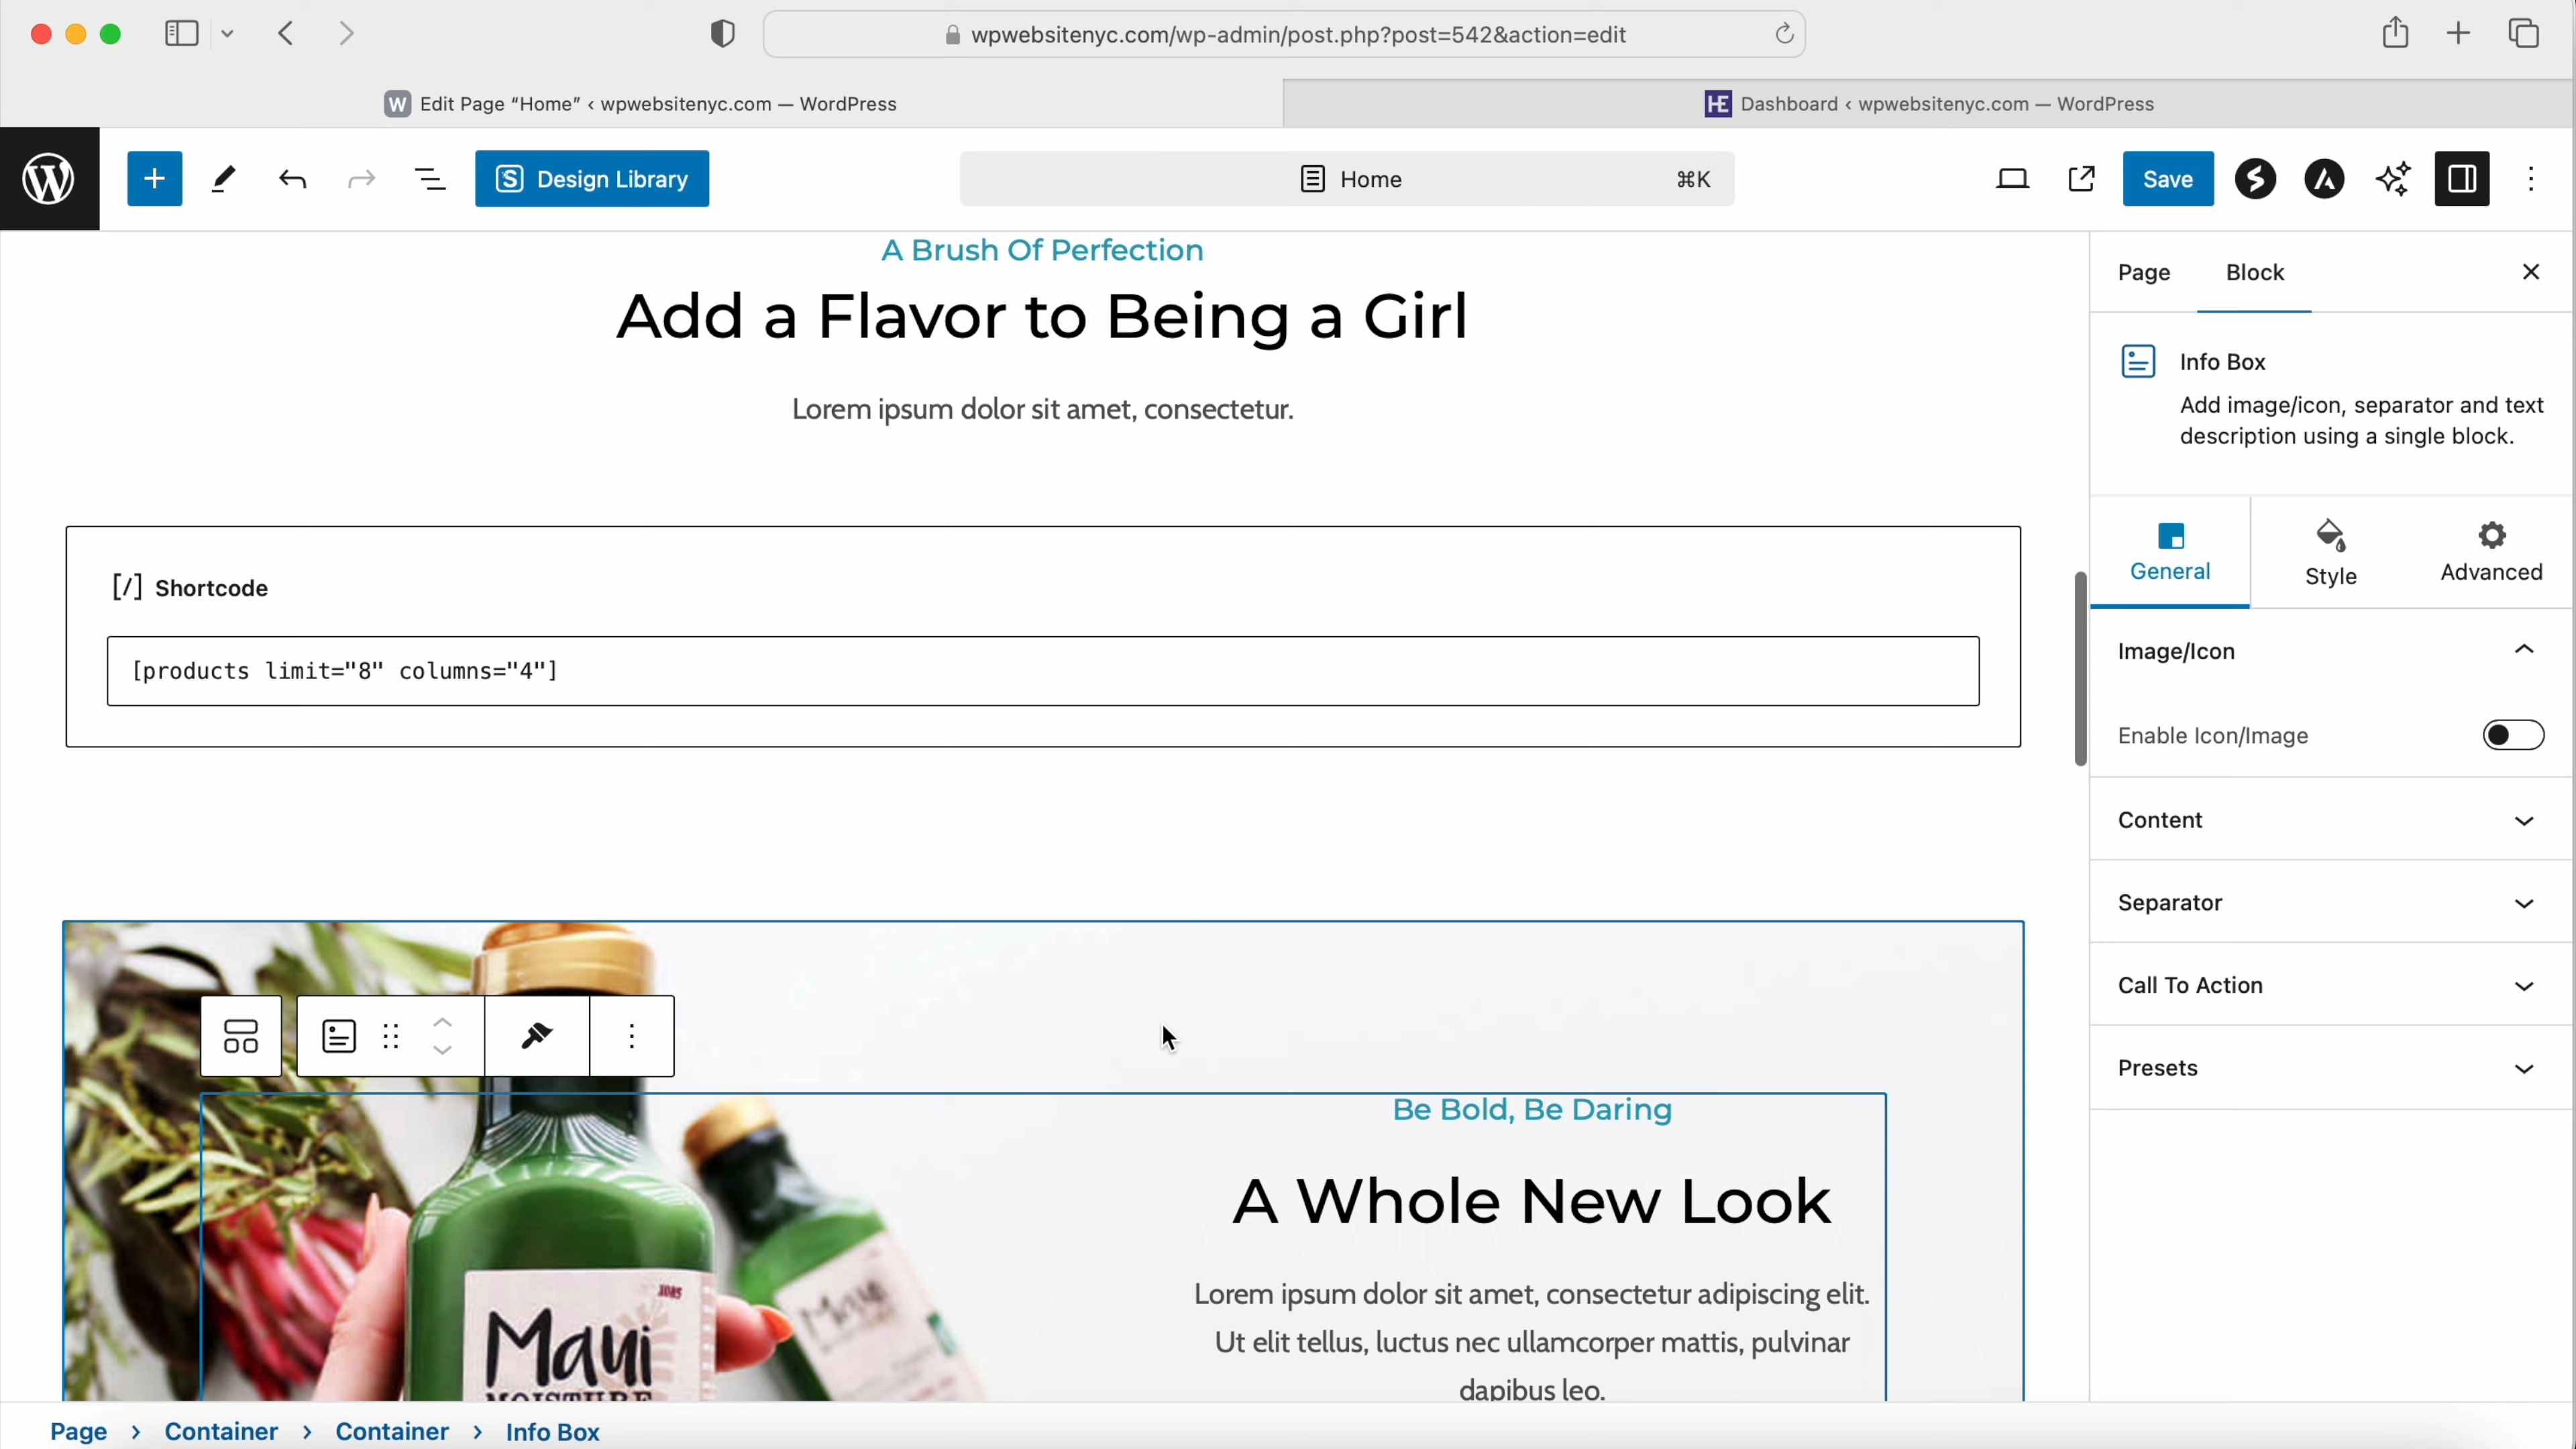 wpwebsitenyc.com/wp-admin/post.php?post=542&action=edit
W Edit Page “Home” ‹ wpwebsitenyc.com — WordPress
HE Dashboard ‹ wpwebsitenyc.com — WordPress
Design Library
Home
⌘K
Save
A Brush Of Perfection
Add a Flavor to Being a Girl
Lorem ipsum dolor sit amet, consectetur.
[/] Shortcode
[products limit="8" columns="4"]
Be Bold, Be Daring
A Whole New Look
Lorem ipsum dolor sit amet, consectetur adipiscing elit.
Ut elit tellus, luctus nec ullamcorper mattis, pulvinar
dapibus leo.
Maui
MOISTURE
Maui
Page
Block
Info Box
Add image/icon, separator and text
description using a single block.
General
Style
Advanced
Image/Icon
Enable Icon/Image
Content
Separator
Call To Action
Presets
Page › Container › Container › Info Box